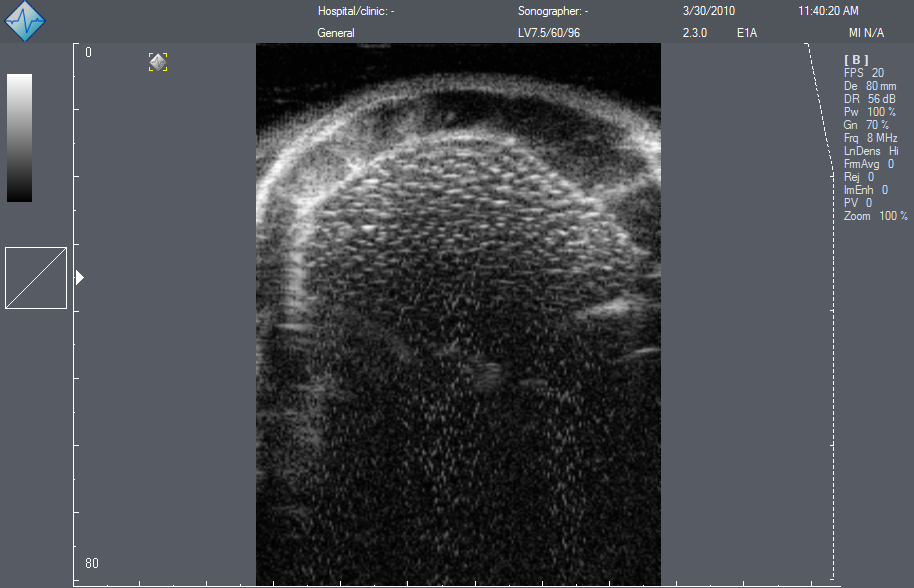 Hospital/clinic: - Sonographer: - 3/30/2010 11:40:20 AM
General LV7.5/60/96 2.3.0 E1A MI N/A
0
[ B ]
FPS 20
De 80 mm
DR 56 dB
Pw 100 %
Gn 70 %
Frq 8 MHz
LnDens Hi
FrmAvg 0
Rej 0
ImEnh 0
PV 0
Zoom 100 %
80